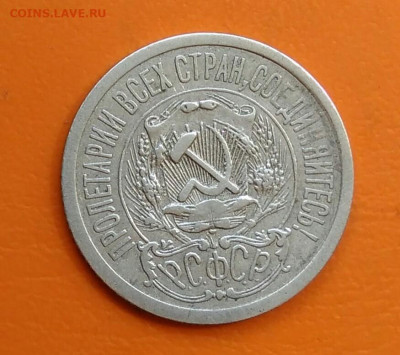 COINS.LAVE.RU
ПРОЛЕТАРИИ ВСЕХ СТРАН, СОЕДИНЯЙТЕСЬ!
Р.С.Ф.С.Р.